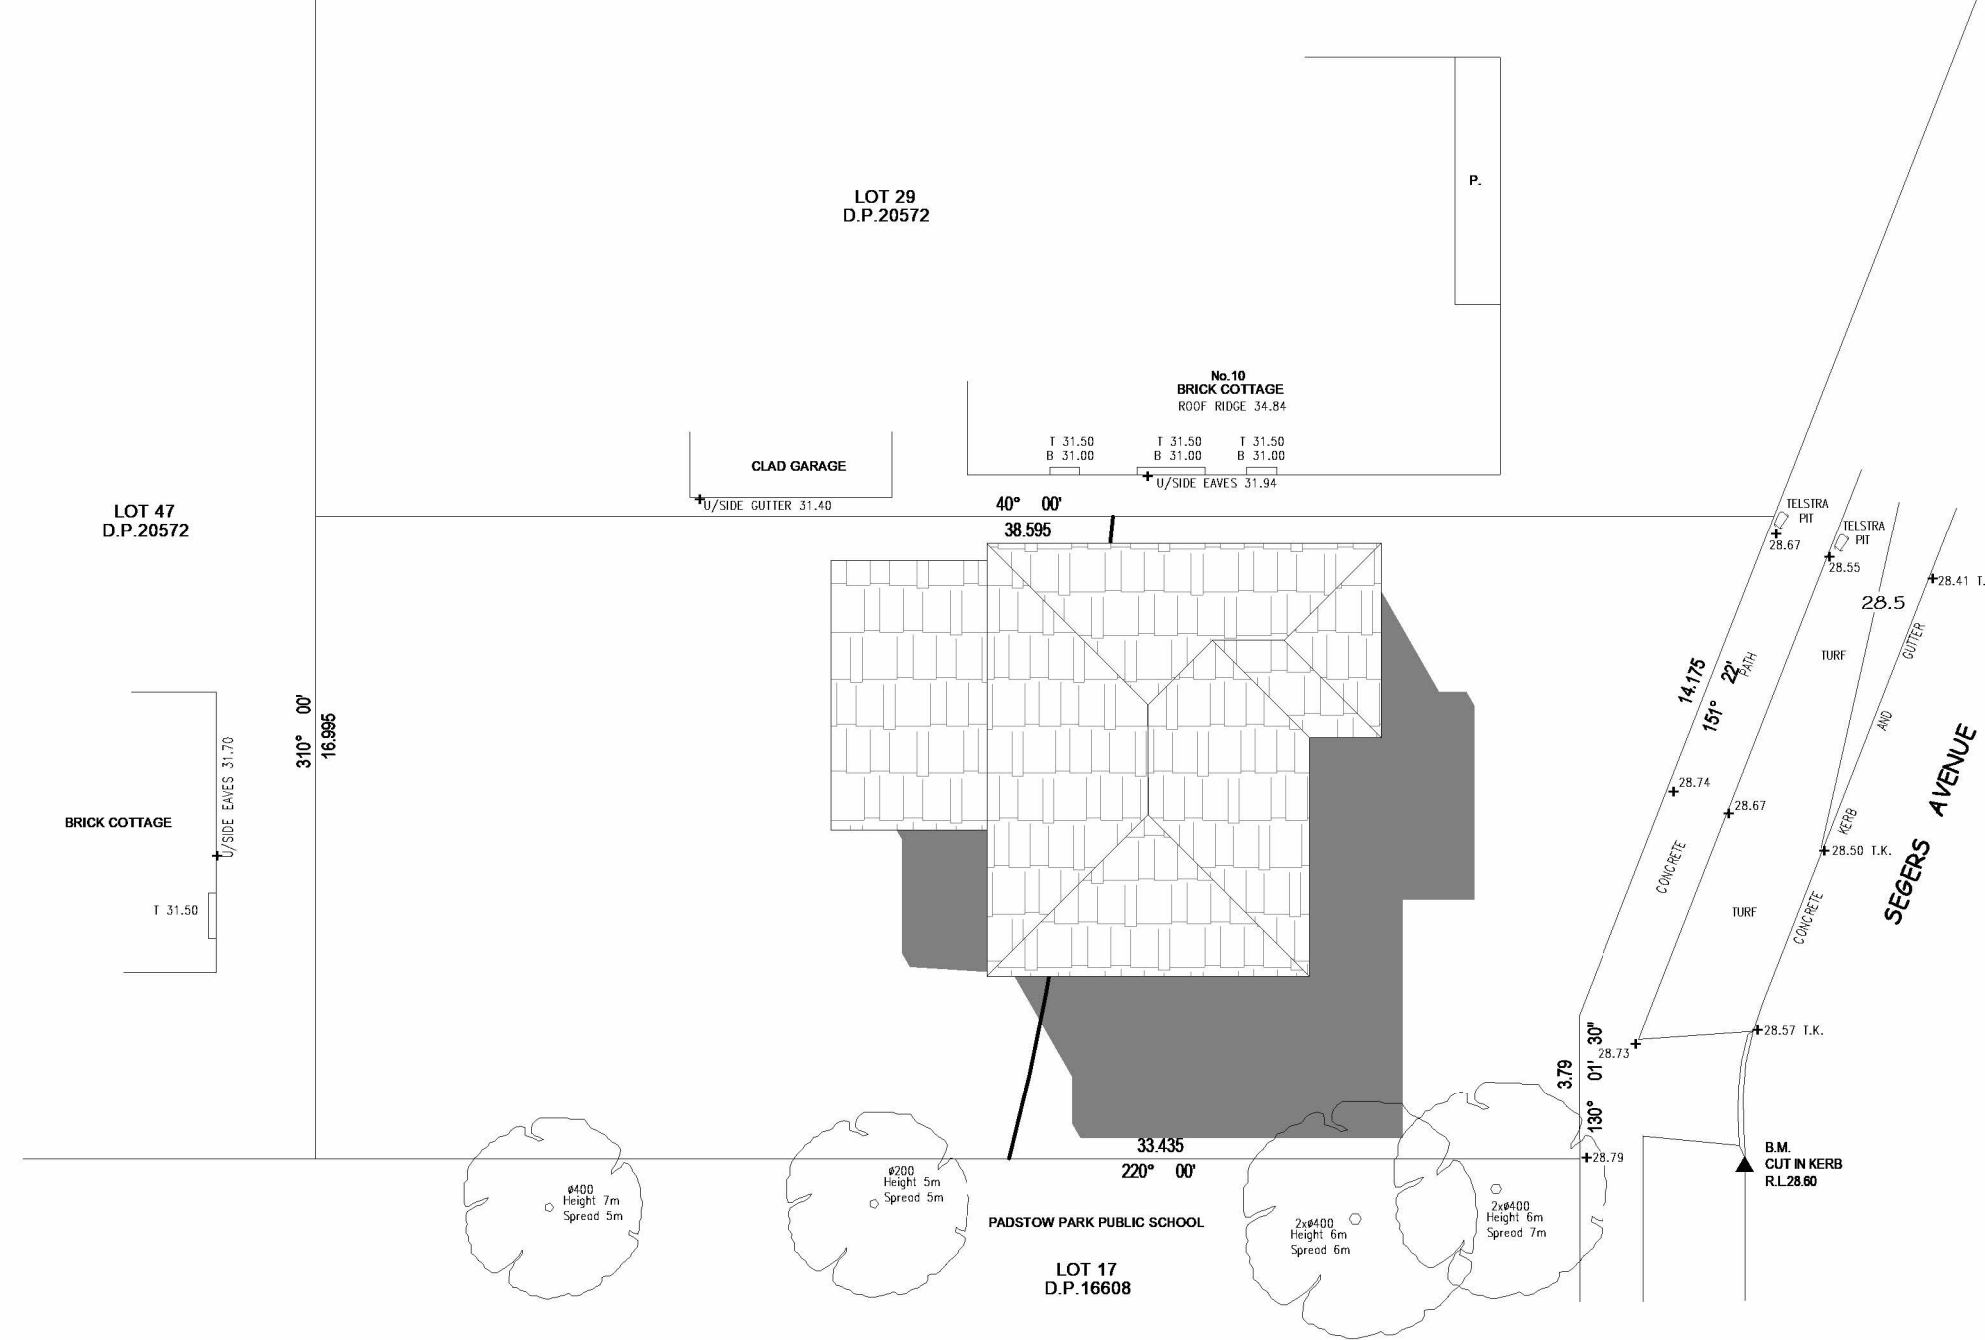 P.
LOT 29
D.P.20572
No.10
BRICK COTTAGE
ROOF RIDGE 34.84
T 31.50
B 31.00
T 31.50
B 31.00
T 31.50
B 31.00
U/SIDE EAVES 31.94
CLAD GARAGE
U/SIDE GUTTER 31.40
LOT 47
D.P.20572
40° 00'
38.595
TELSTRA
PIT
28.67
TELSTRA
PIT
28.55
28.41 T.
28.5
TURF
GUTTER
AND
KERB
CONCRETE
14.175
151° 22'
PATH
CONCRETE
310° 00'
16.995
U/SIDE EAVES 31.70
BRICK COTTAGE
T 31.50
28.74
28.67
28.50 T.K.
SEGERS AVENUE
TURF
28.57 T.K.
28.73
3.79
130° 01' 30"
33.435
220° 00'
28.79
B.M.
CUT IN KERB
R.L.28.60
ø400
Height 7m
Spread 5m
ø200
Height 5m
Spread 5m
2xø400
Height 6m
Spread 6m
2xø400
Height 6m
Spread 7m
PADSTOW PARK PUBLIC SCHOOL
LOT 17
D.P.16608